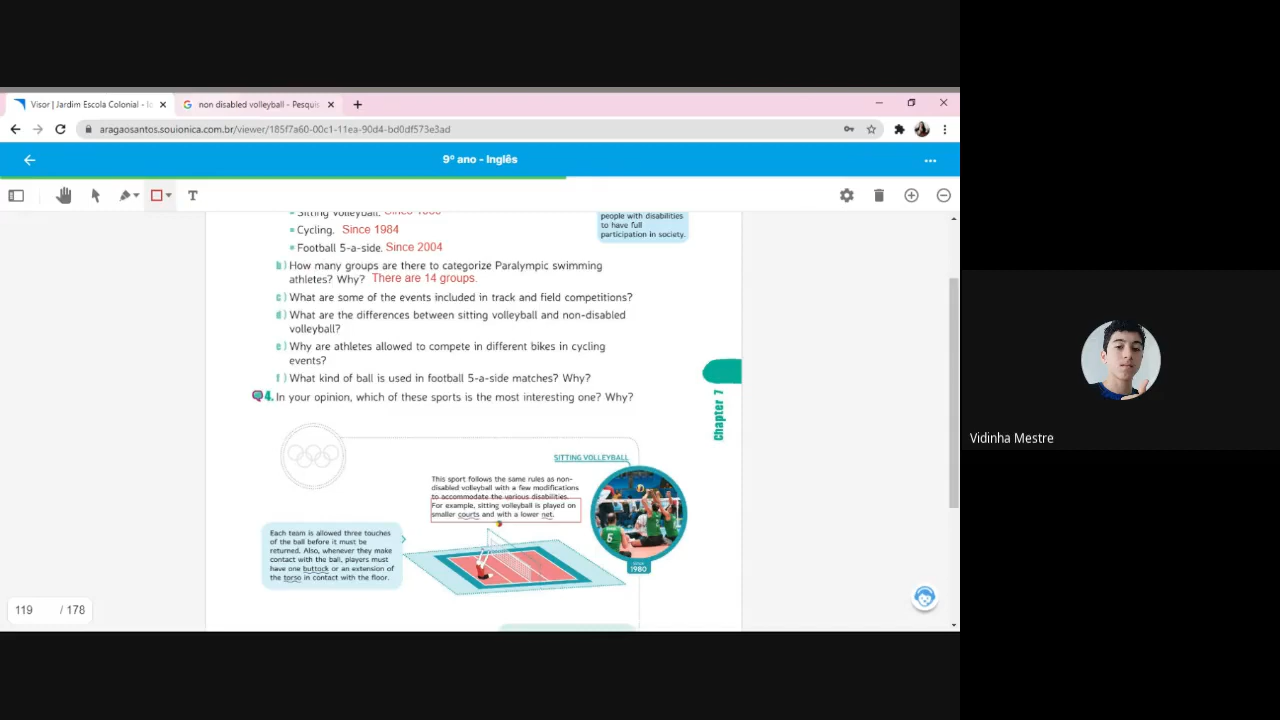 Visor | Jardim Escola Colonial - Io
non disabled volleyball - Pesquis
aragaosantos.souionica.com.br/viewer/185f7a60-00c1-11ea-90d4-bd0df573e3ad
9º ano - Inglês
T
Sitting Volleyball. Since 1980
Cycling. Since 1984
Football 5-a-side. Since 2004
people with disabilities
to have full
participation in society.
b) How many groups are there to categorize Paralympic swimming
athletes? Why? There are 14 groups.
c) What are some of the events included in track and field competitions?
d) What are the differences between sitting volleyball and non-disabled
volleyball?
e) Why are athletes allowed to compete in different bikes in cycling
events?
f) What kind of ball is used in football 5-a-side matches? Why?
4. In your opinion, which of these sports is the most interesting one? Why?
Chapter 7
SITTING VOLLEYBALL
This sport follows the same rules as non-
disabled volleyball with a few modifications
to accommodate the various disabilities.
For example, sitting volleyball is played on
smaller courts and with a lower net.
5
since
1980
Each team is allowed three touches
of the ball before it must be
returned. Also, whenever they make
contact with the ball, players must
have one buttock or an extension of
the torso in contact with the floor.
119 / 178
Vidinha Mestre